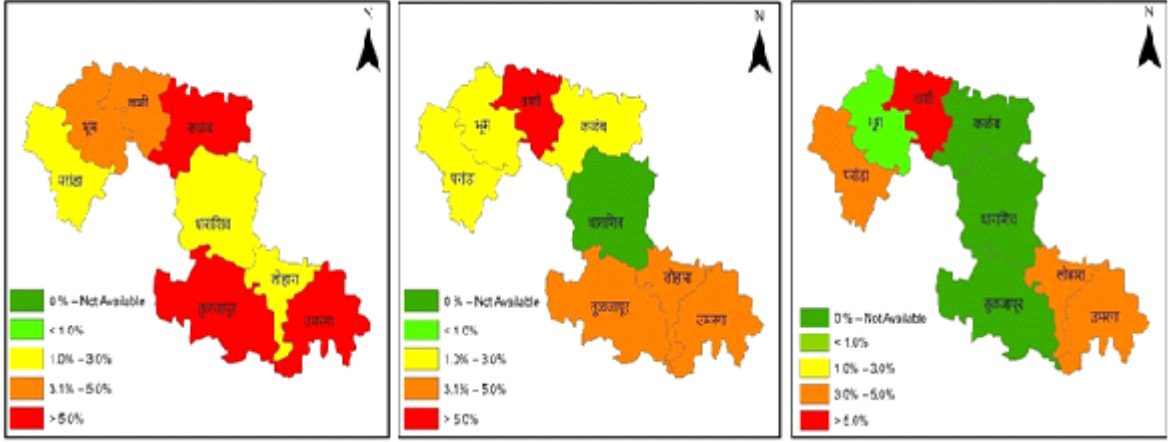 N
वाशी
भूम
कळंब
परांडा
धाराशिव
लोहारा
तुळजापूर
उमरगा
0 % – Not Available
< 1.0%
1.0% – 3.0%
3.1% – 5.0%
> 5.0%
N
वाशी
भूम
कळंब
परांडा
धाराशिव
लोहारा
तुळजापूर
उमरगा
0 % – Not Available
< 1.0%
1.0% – 3.0%
3.1% – 5.0%
> 5.0%
N
वाशी
भूम
कळंब
परांडा
धाराशिव
लोहारा
तुळजापूर
उमरगा
0 % – Not Available
< 1.0%
1.0% – 3.0%
3.0% – 5.0%
> 5.0%